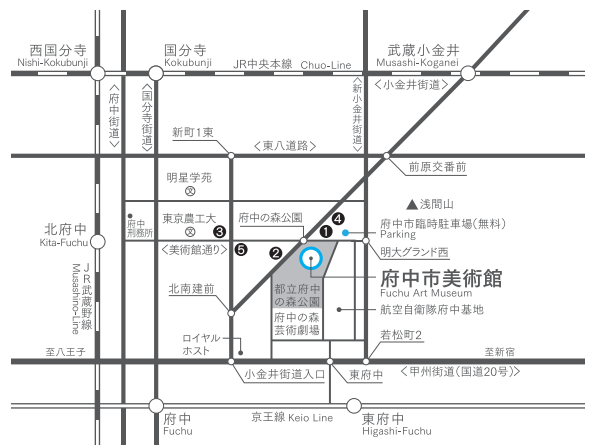 西国分寺
Nishi-Kokubunji
国分寺
Kokubunji
JR中央本線 Chuo-Line
武蔵小金井
Musashi-Koganei
〈小金井街道〉
〈府中街道〉
〈国分寺街道〉
〈新小金井街道〉
新町1東
〈東八道路〉
前原交番前
明星学苑
文
浅間山
府中刑務所
東京農工大
文
❸
府中の森公園
❹
❶
府中市臨時駐車場(無料)
Parking
北府中
Kita-Fuchu
〈美術館通り〉
❺
❷
明大グランド西
府中市美術館
Fuchu Art Museum
JR武蔵野線
Musashino-Line
北南建前
都立府中
の森公園
航空自衛隊府中基地
府中の森
芸術劇場
ロイヤル
ホスト
若松町2
至八王子
至新宿
小金井街道入口
東府中
〈甲州街道(国道20号)〉
府中
Fuchu
京王線 Keio Line
東府中
Higashi-Fuchu